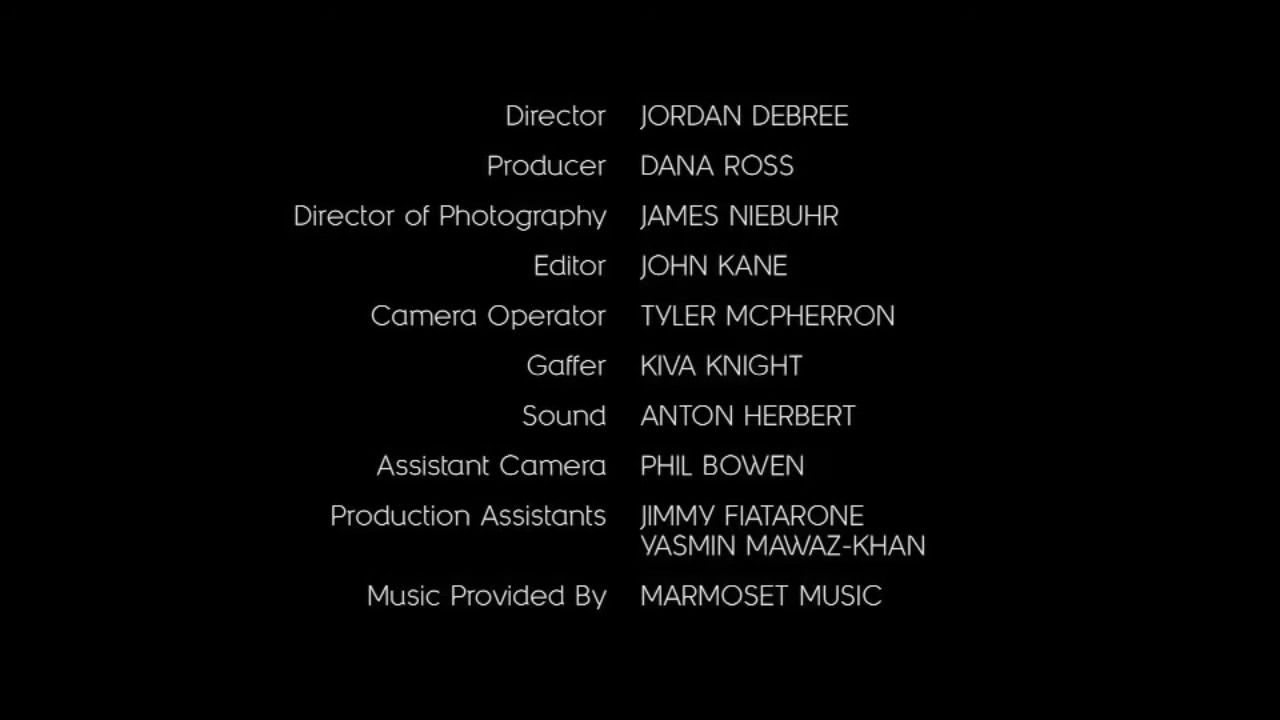 Director JORDAN DEBREE
Producer DANA ROSS
Director of Photography JAMES NIEBUHR
Editor JOHN KANE
Camera Operator TYLER MCPHERRON
Gaffer KIVA KNIGHT
Sound ANTON HERBERT
Assistant Camera PHIL BOWEN
Production Assistants JIMMY FIATARONE
YASMIN MAWAZ-KHAN
Music Provided By MARMOSET MUSIC